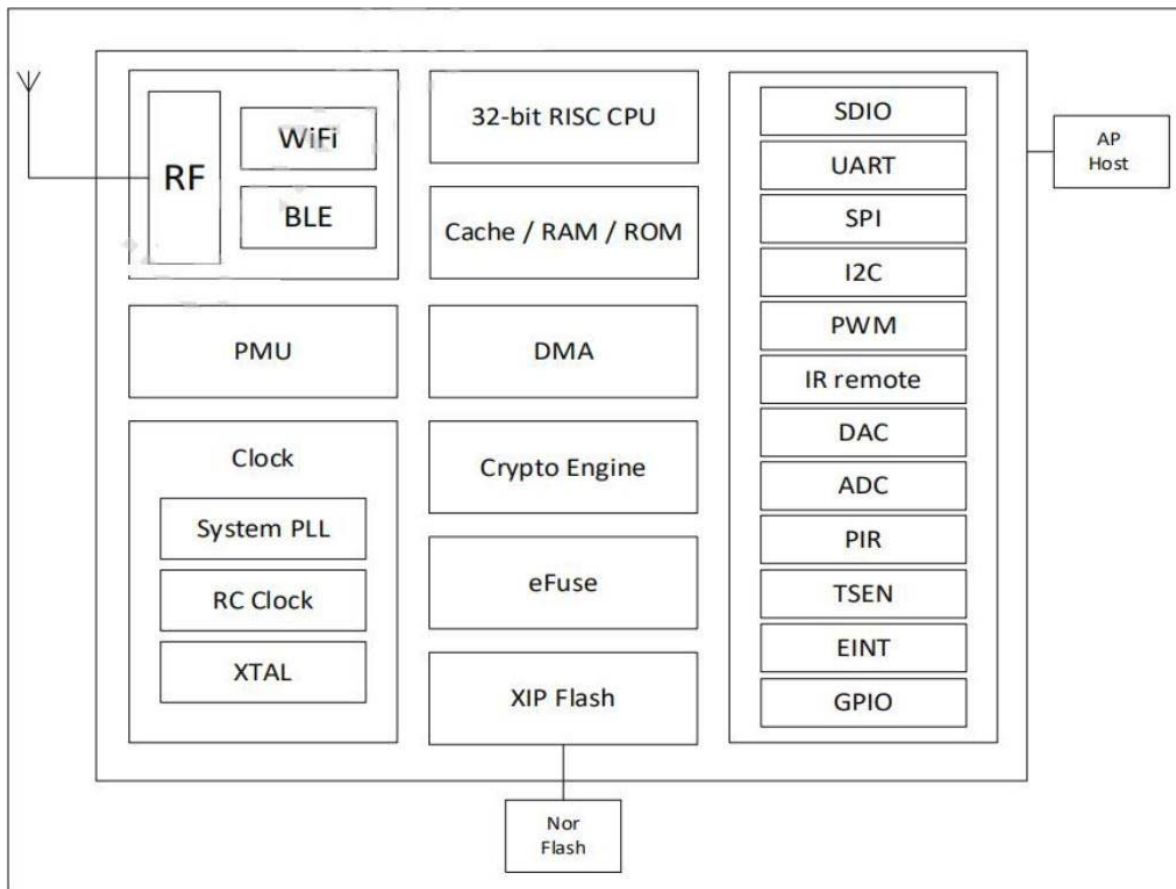 RF
WiFi
BLE
PMU
Clock
System PLL
RC Clock
XTAL
32-bit RISC CPU
Cache / RAM / ROM
DMA
Crypto Engine
eFuse
XIP Flash
SDIO
UART
SPI
I2C
PWM
IR remote
DAC
ADC
PIR
TSEN
EINT
GPIO
AP
Host
Nor
Flash